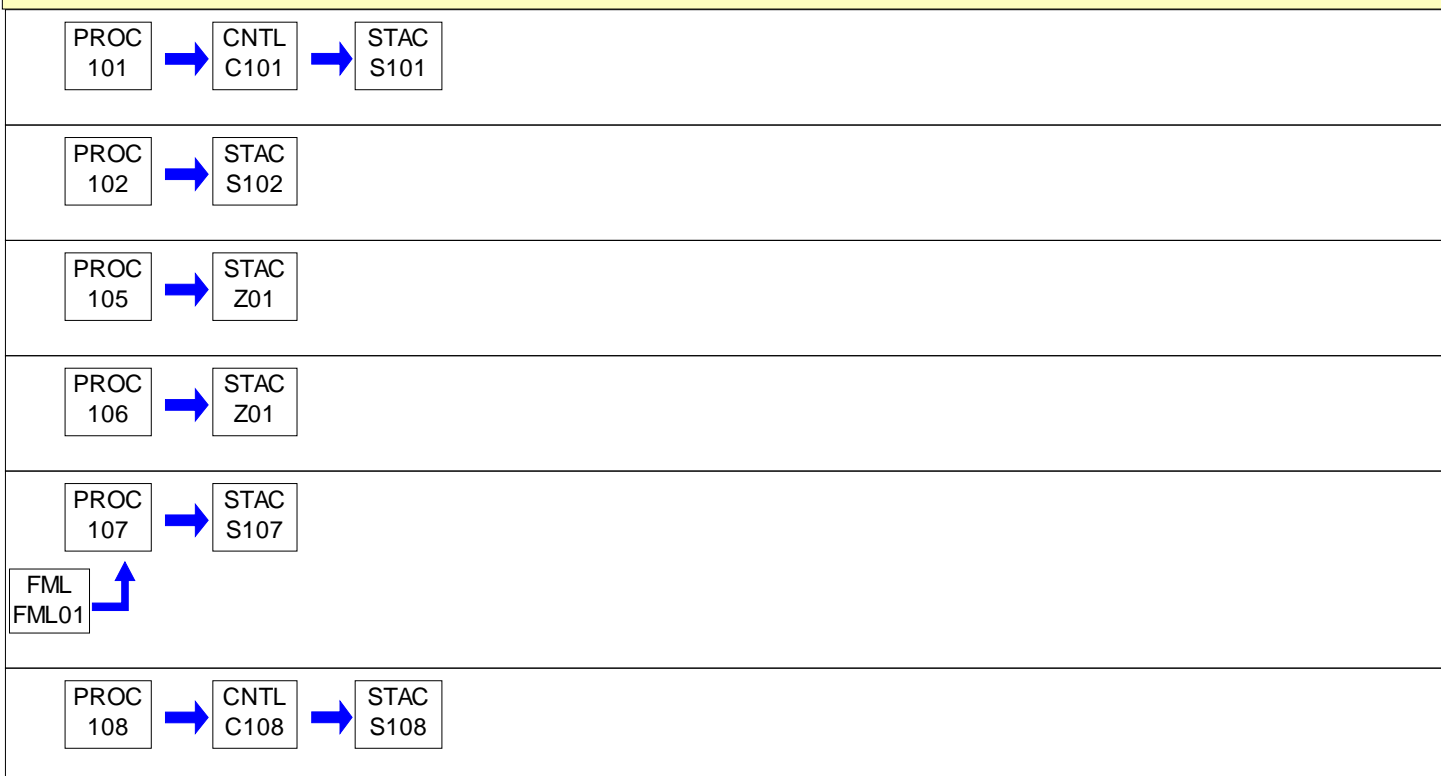 PROC
101
CNTL
C101
STAC
S101
PROC
102
STAC
S102
PROC
105
STAC
Z01
PROC
106
STAC
Z01
PROC
107
STAC
S107
FML
FML01
PROC
108
CNTL
C108
STAC
S108